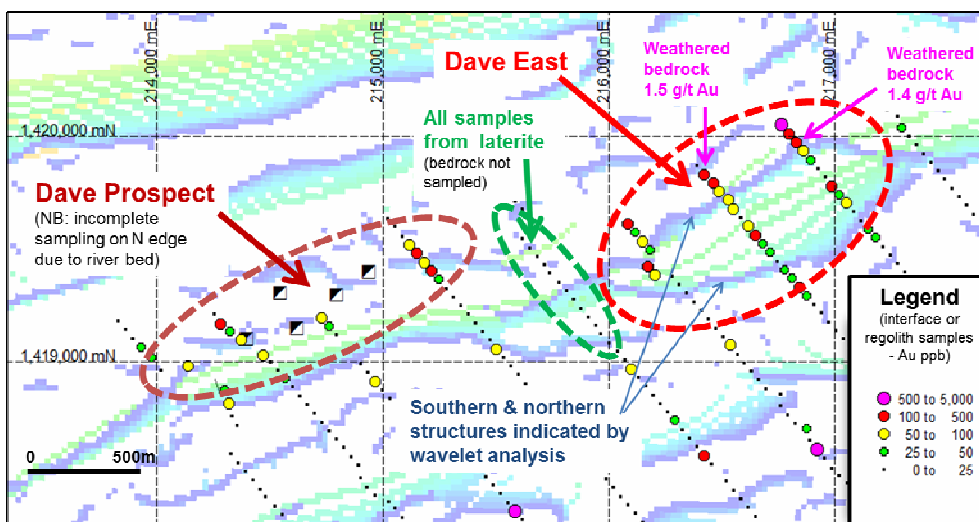 214,000 mE
215,000 mE
216,000 mE
217,000 mE
1,420,000 mN
1,419,000 mN
Dave East
Weathered
bedrock
1.5 g/t Au
Weathered
bedrock
1.4 g/t Au
All samples
from laterite
(bedrock not
sampled)
Dave Prospect
(NB: incomplete
sampling on N edge
due to river bed)
Southern & northern
structures indicated by
wavelet analysis
0 500m
Legend
(interface or
regolith samples
- Au ppb)
500 to 5,000
100 to 500
50 to 100
25 to 50
0 to 25